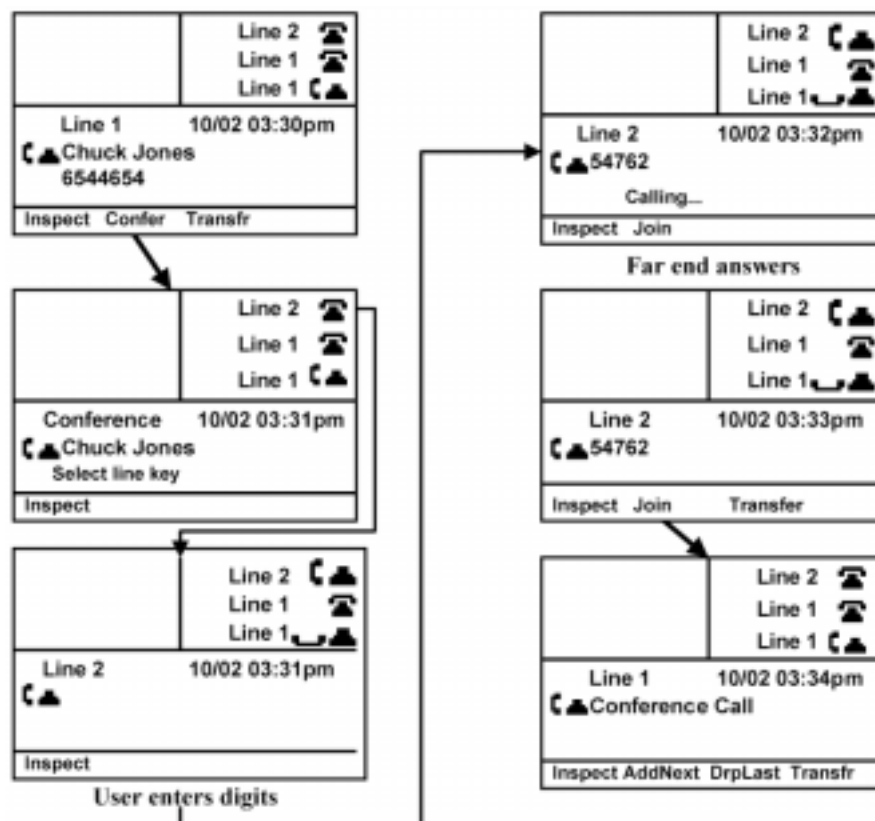 Line 2
Line 1
Line 1
Line 1 10/02 03:30pm
Chuck Jones
6544654
Inspect Confer Transfr
Line 2
Line 1
Line 1
Conference 10/02 03:31pm
Chuck Jones
Select line key
Inspect
Line 2
Line 1
Line 1
Line 2 10/02 03:31pm
Inspect
User enters digits
Line 2
Line 1
Line 1
Line 2 10/02 03:32pm
54762
Calling...
Inspect Join
Far end answers
Line 2
Line 1
Line 1
Line 2 10/02 03:33pm
54762
Inspect Join Transfer
Line 2
Line 1
Line 1
Line 1 10/02 03:34pm
Conference Call
Inspect AddNext DrpLast Transfr